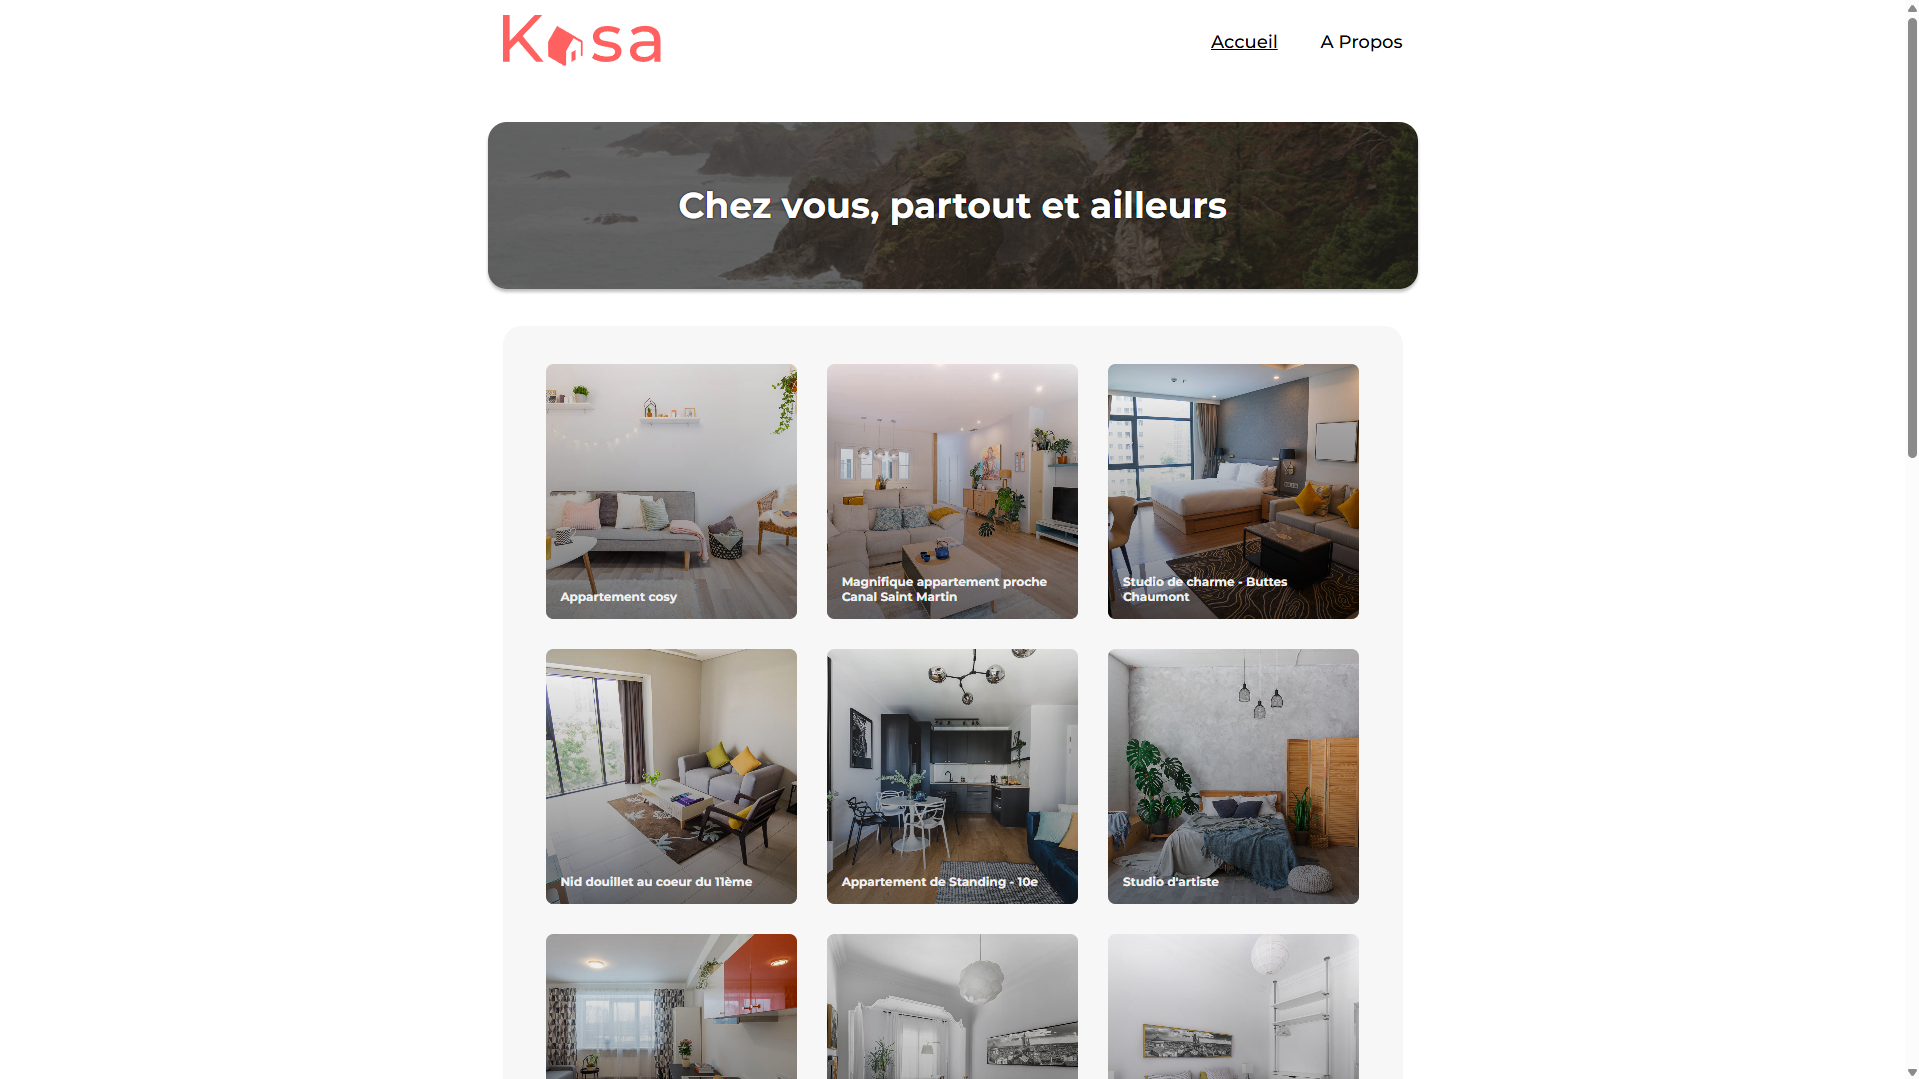 Kasa
Accueil
A Propos
Chez vous, partout et ailleurs
Appartement cosy
Magnifique appartement proche
Canal Saint Martin
Studio de charme - Buttes
Chaumont
Nid douillet au coeur du 11ème
Appartement de Standing - 10e
Studio d'artiste